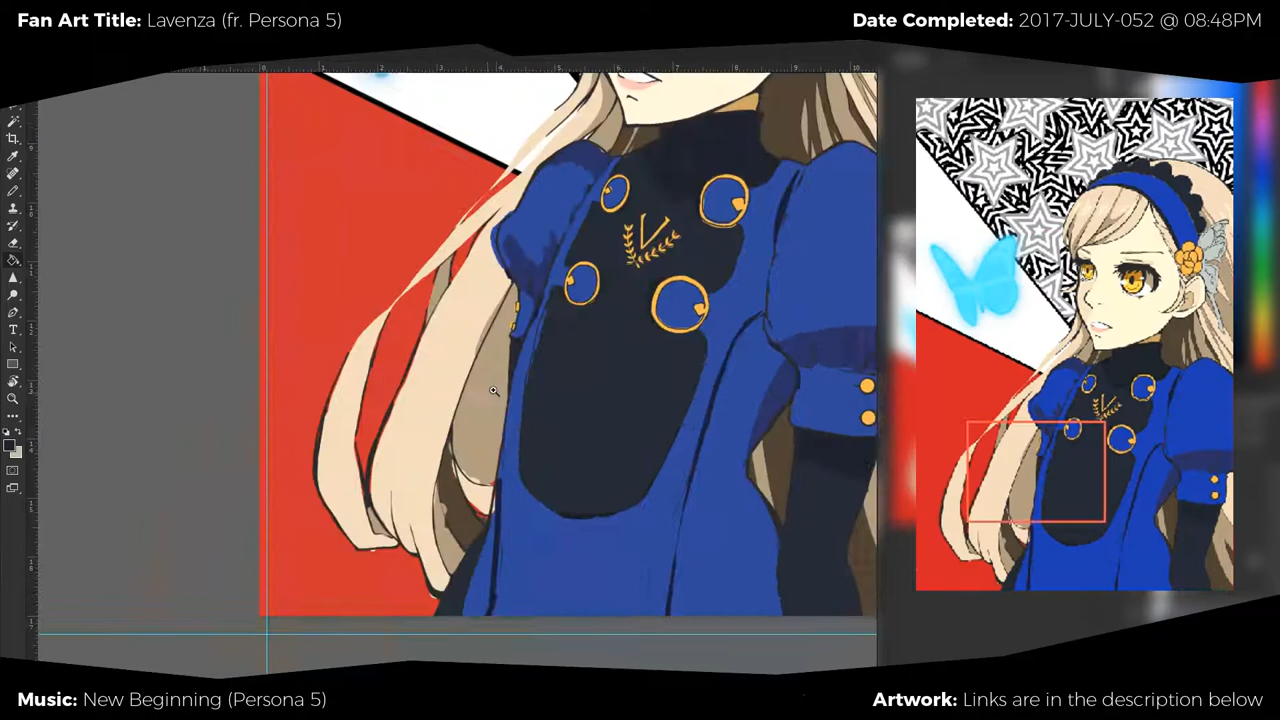 Fan Art Title: Lavenza (fr. Persona 5)
Date Completed: 2017-JULY-052 @ 08:48PM
V
Music: New Beginning (Persona 5)
Artwork: Links are in the description below